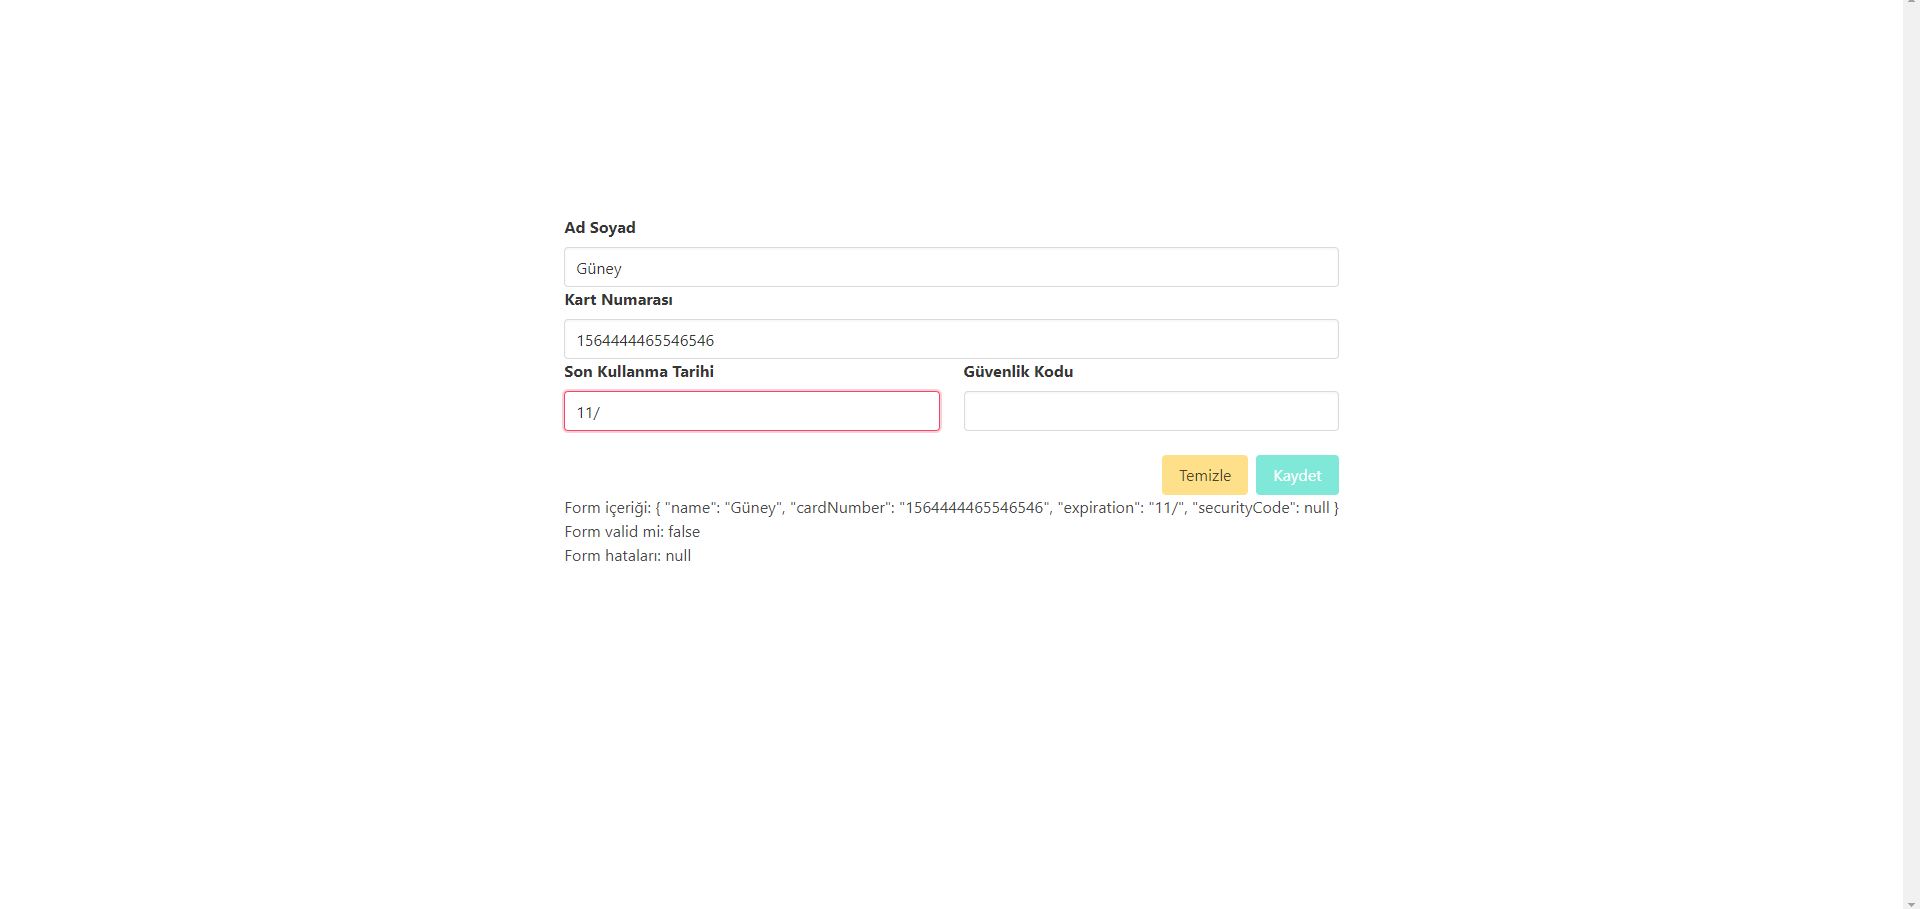 Ad Soyad
Güney
Kart Numarası
1564444465546546
Son Kullanma Tarihi Güvenlik Kodu
11/
Temizle Kaydet
Form içeriği: { "name": "Güney", "cardNumber": "1564444465546546", "expiration": "11/", "securityCode": null }
Form valid mi: false
Form hataları: null